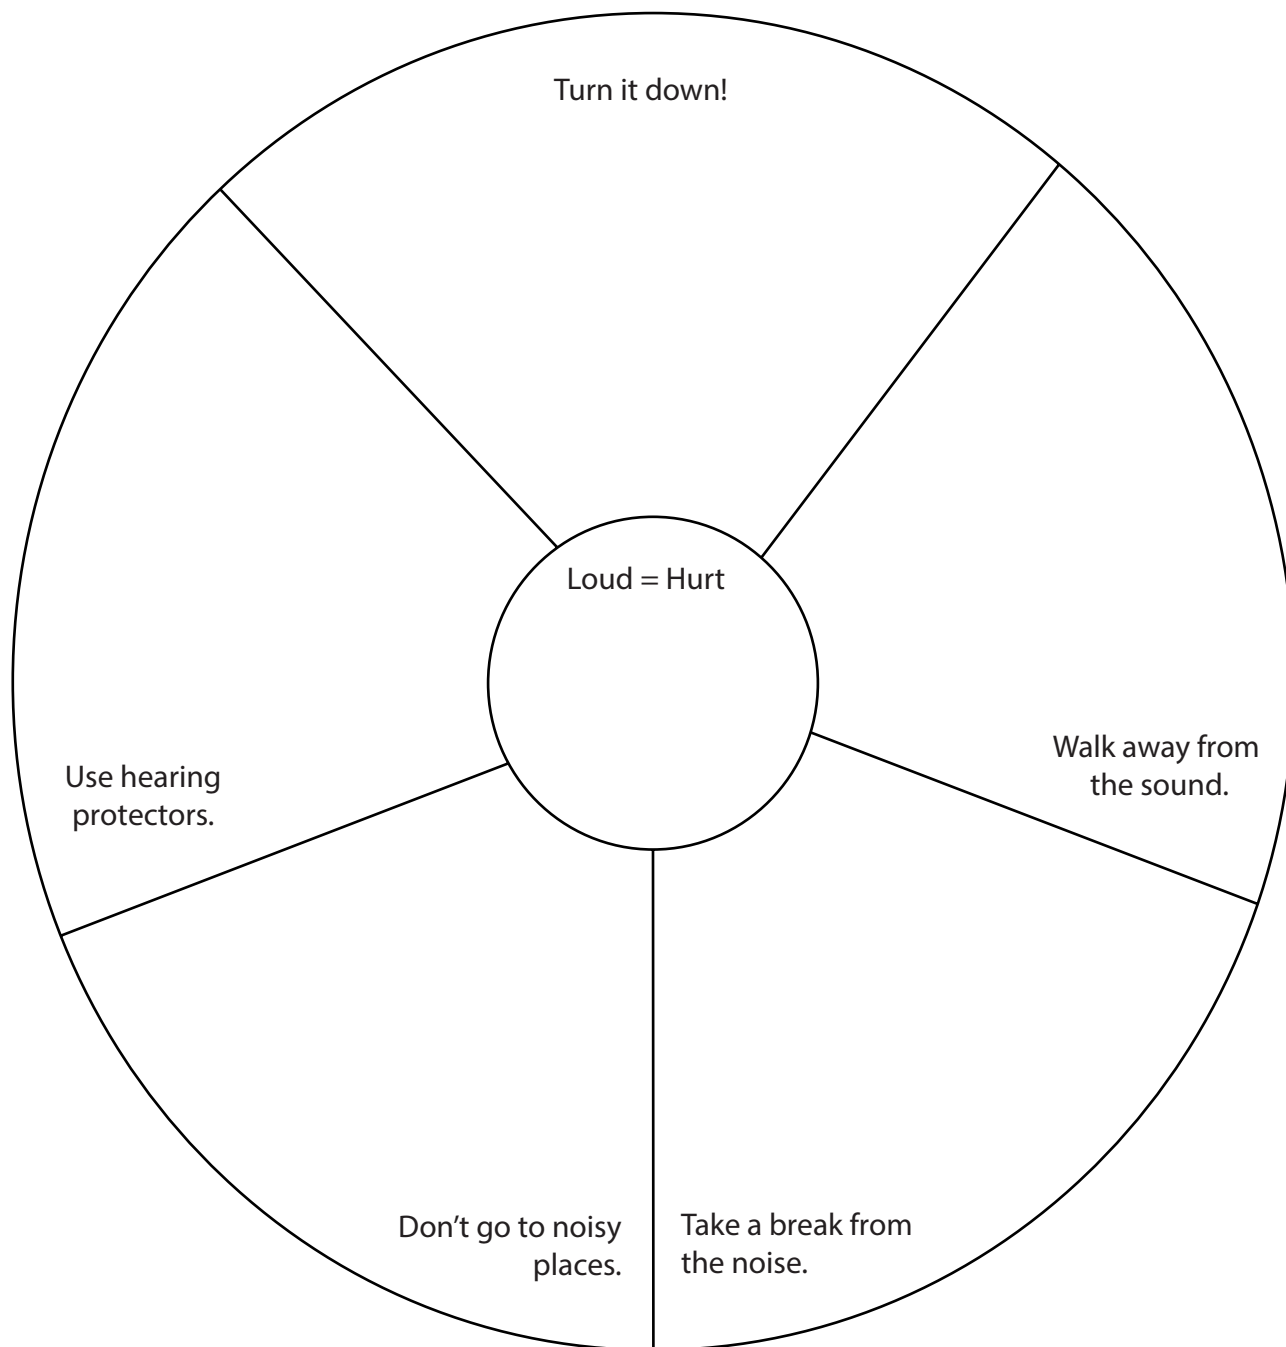 Turn it down!
Loud = Hurt
Walk away from
the sound.
Use hearing
protectors.
Take a break from
the noise.
Don’t go to noisy
places.